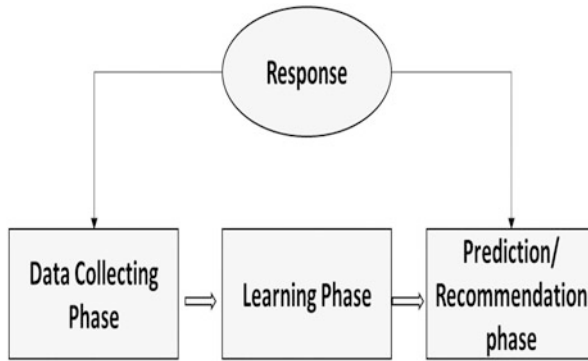 Response
Data Collecting
Phase
Learning Phase
Prediction/
Recommendation
phase